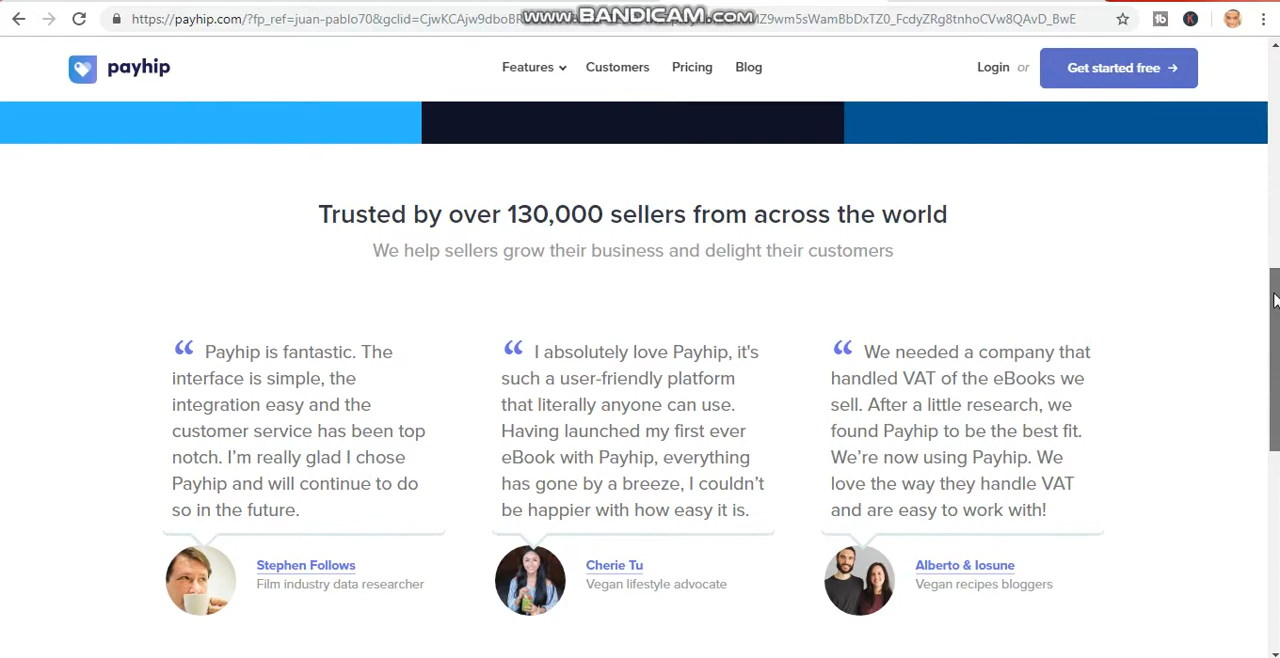 www.BANDICAM.com
https://payhip.com/?fp_ref=juan-pablo70&gclid=CjwKCAjw9dboBR MZ9wm5sWamBbDxTZ0_FcdyZRg8tnhoCVw8QAvD_BwE
payhip
Features Customers Pricing Blog Login or Get started free →
Trusted by over 130,000 sellers from across the world
We help sellers grow their business and delight their customers
“ Payhip is fantastic. The
interface is simple, the
integration easy and the
customer service has been top
notch. I’m really glad I chose
Payhip and will continue to do
so in the future.
Stephen Follows
Film industry data researcher
“ I absolutely love Payhip, it's
such a user-friendly platform
that literally anyone can use.
Having launched my first ever
eBook with Payhip, everything
has gone by a breeze, I couldn’t
be happier with how easy it is.
Cherie Tu
Vegan lifestyle advocate
“ We needed a company that
handled VAT of the eBooks we
sell. After a little research, we
found Payhip to be the best fit.
We’re now using Payhip. We
love the way they handle VAT
and are easy to work with!
Alberto & Iosune
Vegan recipes bloggers